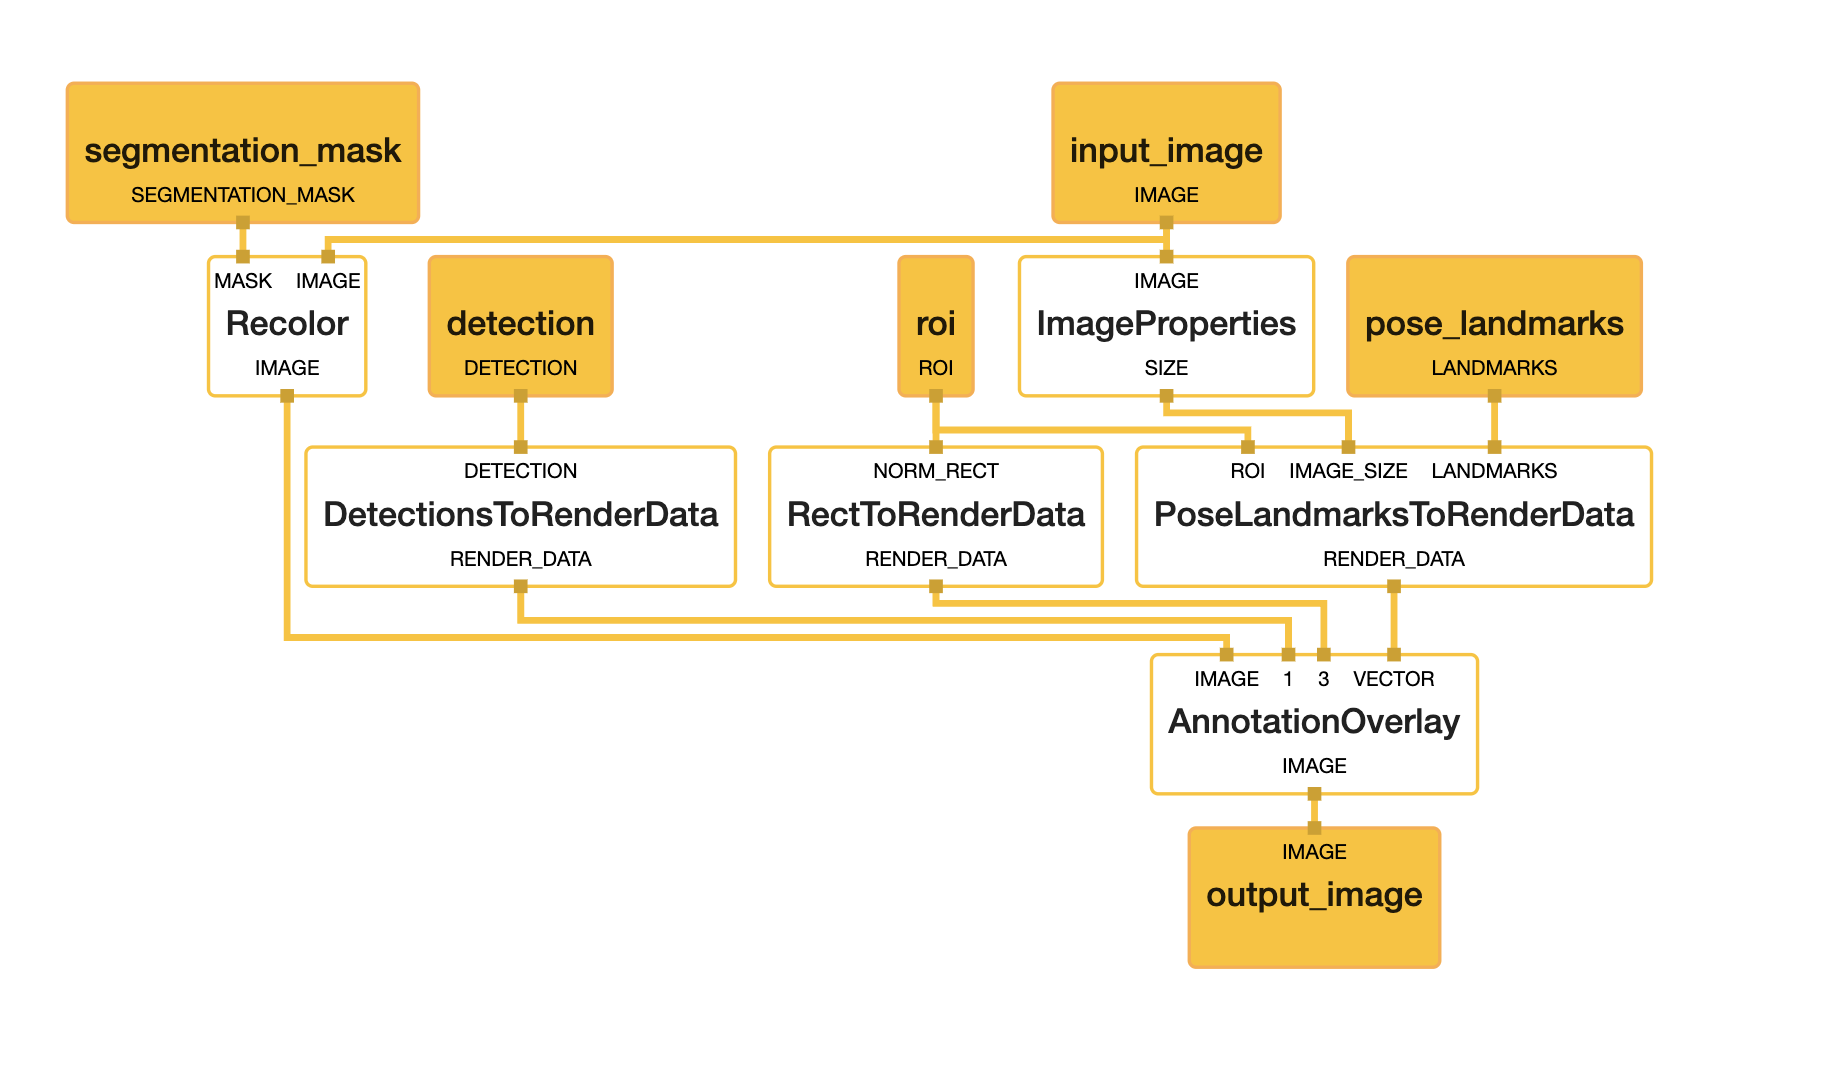 segmentation_mask
SEGMENTATION_MASK
input_image
IMAGE
MASK IMAGE
Recolor
IMAGE
detection
DETECTION
roi
ROI
IMAGE
ImageProperties
SIZE
pose_landmarks
LANDMARKS
DETECTION
DetectionsToRenderData
RENDER_DATA
NORM_RECT
RectToRenderData
RENDER_DATA
ROI IMAGE_SIZE LANDMARKS
PoseLandmarksToRenderData
RENDER_DATA
IMAGE 1 3 VECTOR
AnnotationOverlay
IMAGE
IMAGE
output_image